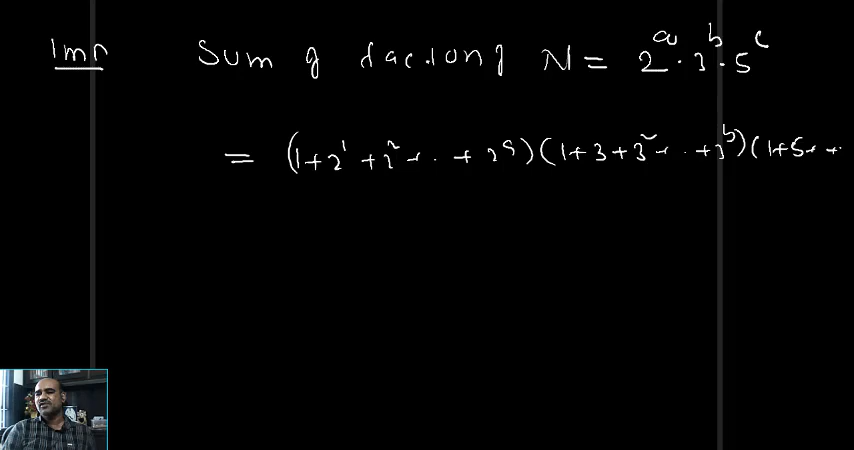 Imp Sum of factors of N = 2^a · 3^b · 5^c
= (1+2^1 +2^2 + .. + 2^a) (1+3+3^2+ .. +3^b) (1+5+ +